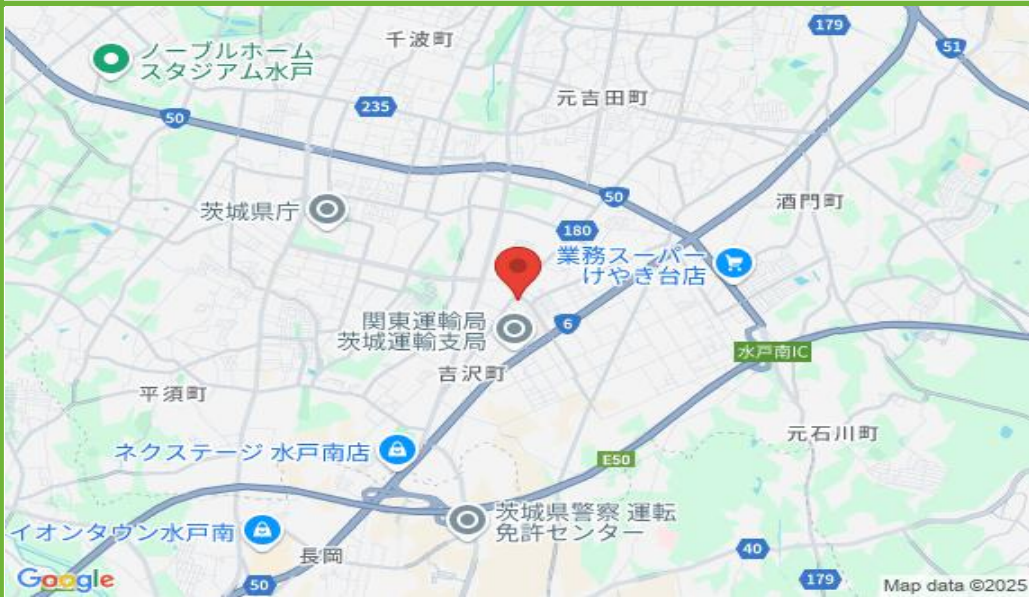 179
千波町
51
ノーブルホーム
スタジアム水戸
元吉田町
235
50
50
酒門町
茨城県庁
180
業務スーパー
けやき台店
関東運輸局
茨城運輸支局
6
水戸南IC
吉沢町
平須町
元石川町
ネクステージ 水戸南店
E50
茨城県警察 運転
免許センター
イオンタウン水戸南
長岡
40
50
179
Google
Map data ©2025